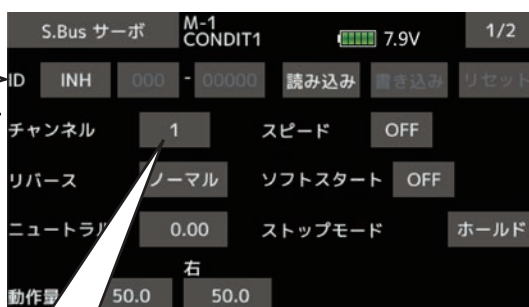 S.Bus サーボ M-1 CONDIT1 7.9V 1/2
ID INH 000 - 00000 読み込み 書き込み リセット
チャンネル 1 スピード OFF
リバース ノーマル ソフトスタート OFF
ニュートラル 0.00 ストップモード ホールド
右
動作量 50.0 50.0